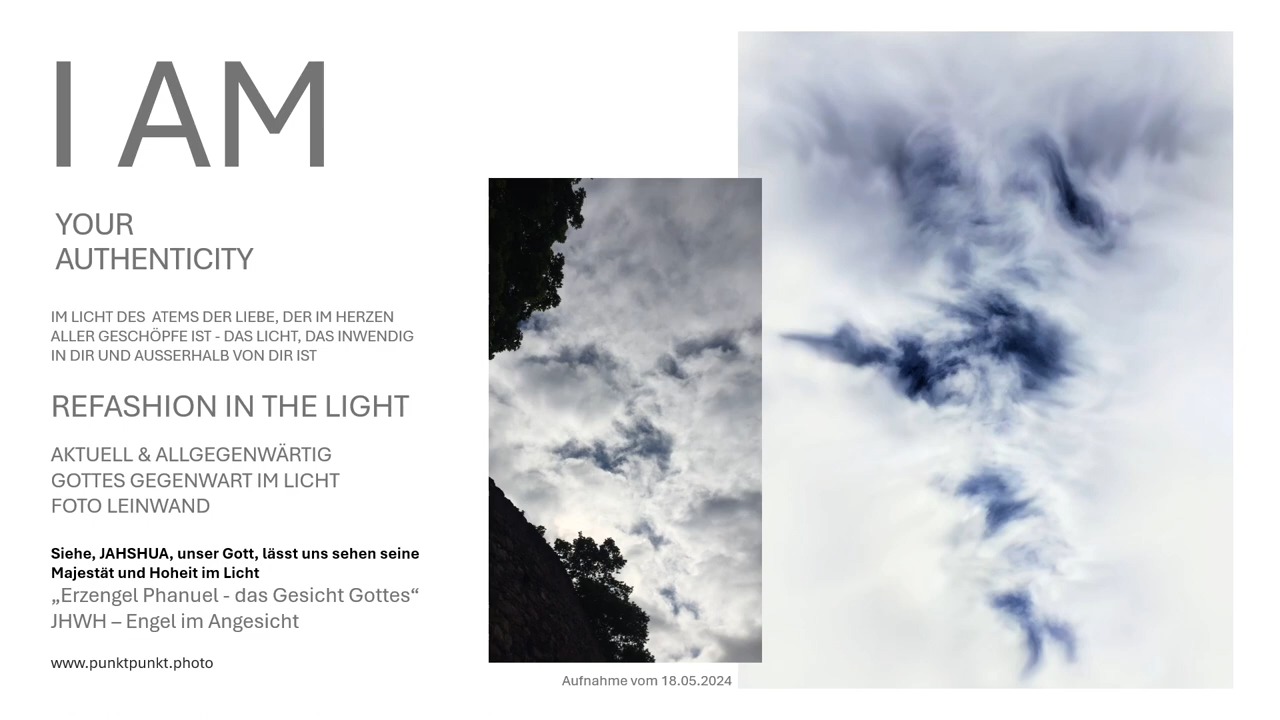 I AM
YOUR
AUTHENTICITY
IM LICHT DES  ATEMS DER LIEBE, DER IM HERZEN
ALLER GESCHÖPFE IST - DAS LICHT, DAS INWENDIG
IN DIR UND AUSSERHALB VON DIR IST
REFASHION IN THE LIGHT
AKTUELL & ALLGEGENWÄRTIG
GOTTES GEGENWART IM LICHT
FOTO LEINWAND
Siehe, JAHSHUA, unser Gott, lässt uns sehen seine
Majestät und Hoheit im Licht
„Erzengel Phanuel - das Gesicht Gottes“
JHWH – Engel im Angesicht
www.punktpunkt.photo
Aufnahme vom 18.05.2024